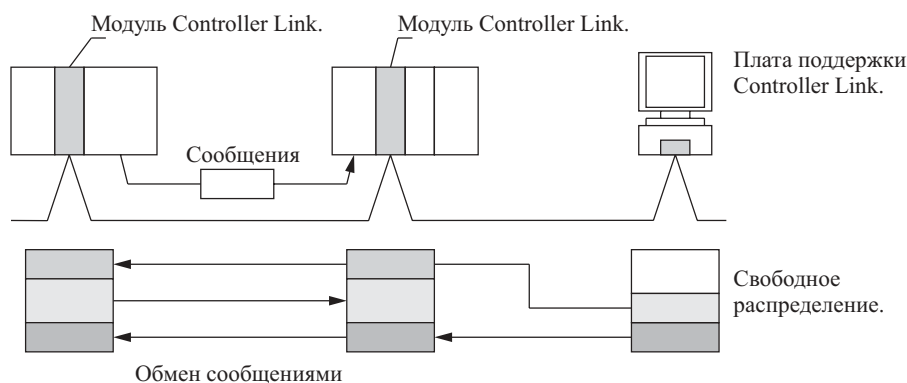 Модуль Controller Link.
Модуль Controller Link.
Плата поддержки
Controller Link.
Сообщения
Свободное
распределение.
Обмен сообщениями